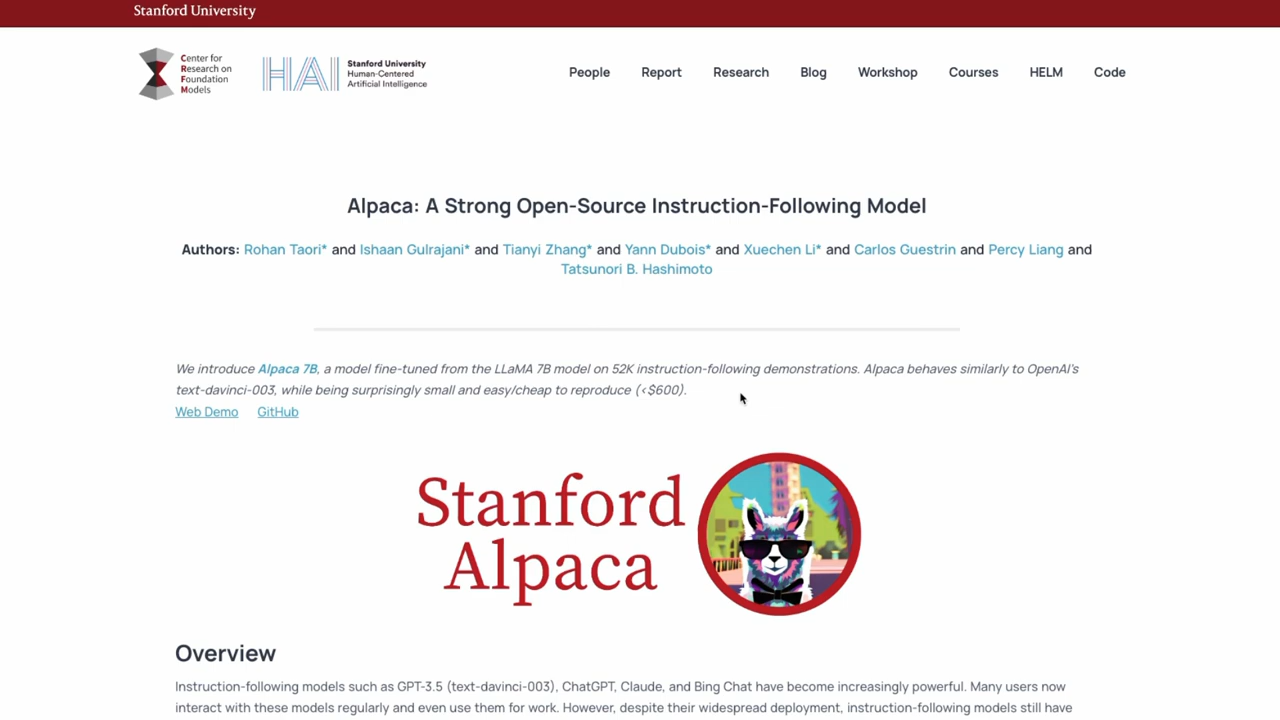 Stanford University
Center for
Research on
Foundation
Models
HAI
Stanford University
Human-Centered
Artificial Intelligence
People Report Research Blog Workshop Courses HELM Code
Alpaca: A Strong Open-Source Instruction-Following Model
Authors: Rohan Taori* and Ishaan Gulrajani* and Tianyi Zhang* and Yann Dubois* and Xuechen Li* and Carlos Guestrin and Percy Liang and
Tatsunori B. Hashimoto
We introduce Alpaca 7B, a model fine-tuned from the LLaMA 7B model on 52K instruction-following demonstrations. Alpaca behaves similarly to OpenAI's
text-davinci-003, while being surprisingly small and easy/cheap to reproduce (<$600).
Web Demo GitHub
Stanford
Alpaca
Overview
Instruction-following models such as GPT-3.5 (text-davinci-003), ChatGPT, Claude, and Bing Chat have become increasingly powerful. Many users now
interact with these models regularly and even use them for work. However, despite their widespread deployment, instruction-following models still have